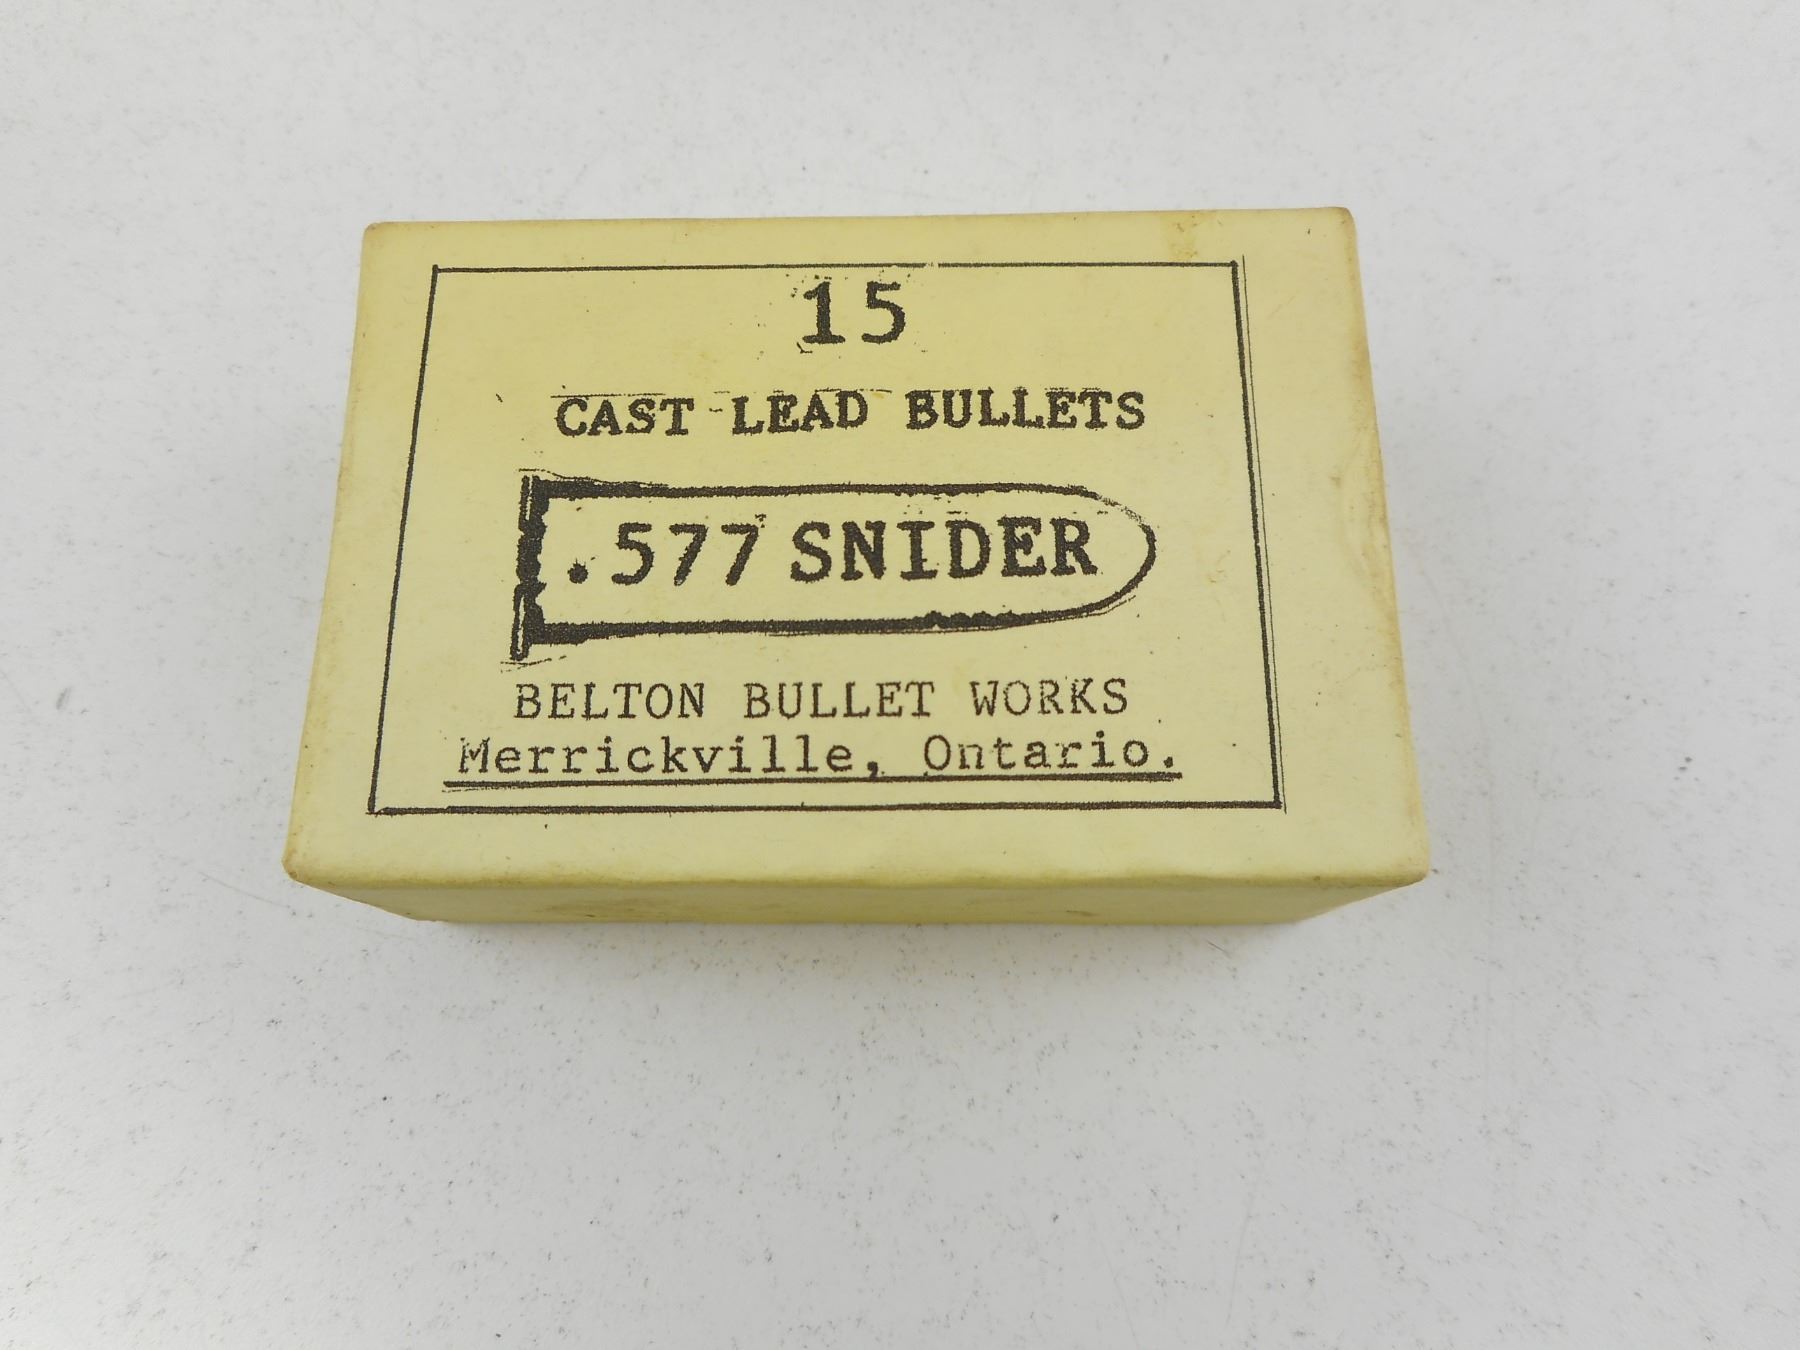 15
CAST LEAD BULLETS
.577 SNIDER
BELTON BULLET WORKS
Merrickville, Ontario.